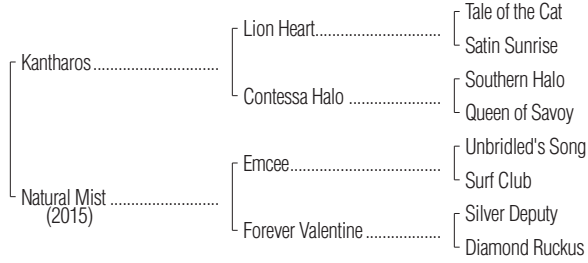 Kantharos
Natural Mist
(2015)
Lion Heart
Contessa Halo
Emcee
Forever Valentine
Tale of the Cat
Satin Sunrise
Southern Halo
Queen of Savoy
Unbridled's Song
Surf Club
Silver Deputy
Diamond Ruckus